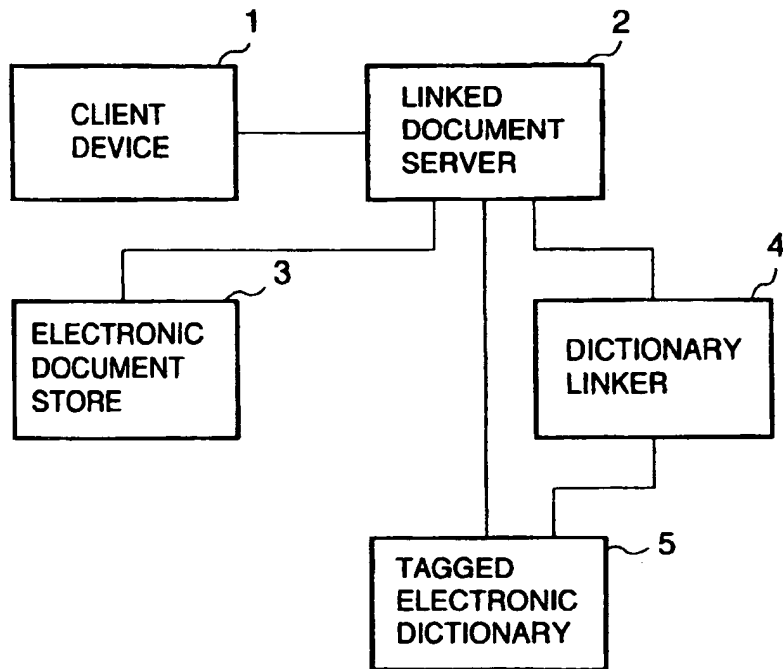 1
CLIENT
DEVICE
2
LINKED
DOCUMENT
SERVER
3
ELECTRONIC
DOCUMENT
STORE
4
DICTIONARY
LINKER
5
TAGGED
ELECTRONIC
DICTIONARY